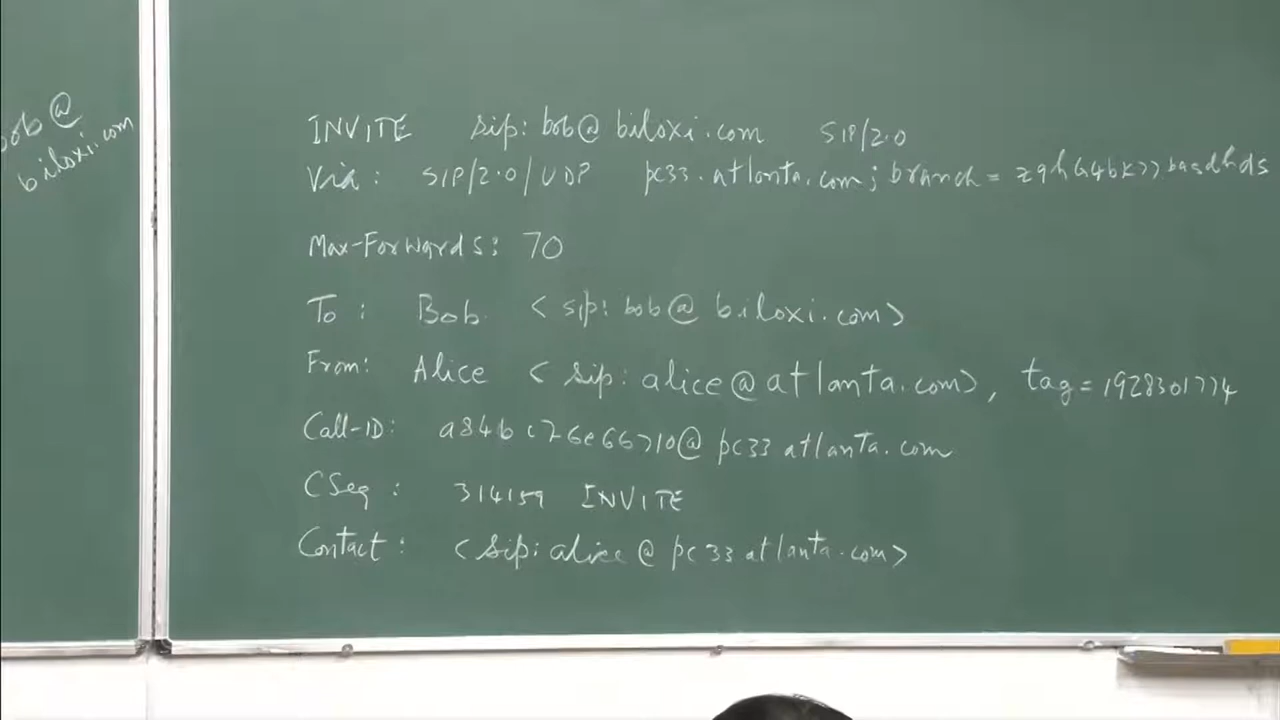 bob @
biloxi.com
INVITE sip: bob@ biloxi.com SIP/2.0
Via: SIP/2.0/UDP pc33.atlanta.com; branch = z9hG4bK77basdhds
Max-Forwards: 70
To: Bob <sip: bob@ biloxi.com>
From: Alice <sip: alice@atlanta.com>, tag=1928301774
Call-ID: a84bc76e66710@ pc33 atlanta.com
CSeq: 314159 INVITE
Contact: <sip: alice@ pc33 atlanta.com>